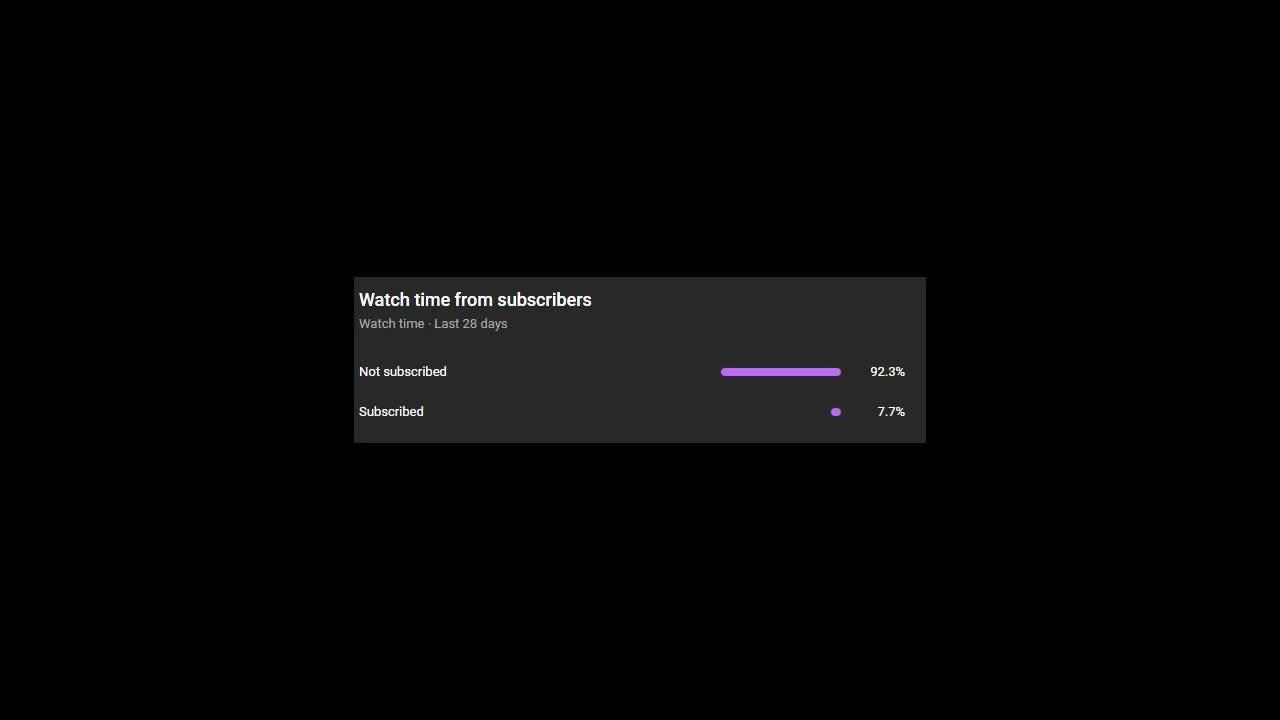 Watch time from subscribers
Watch time · Last 28 days
Not subscribed 92.3%
Subscribed 7.7%